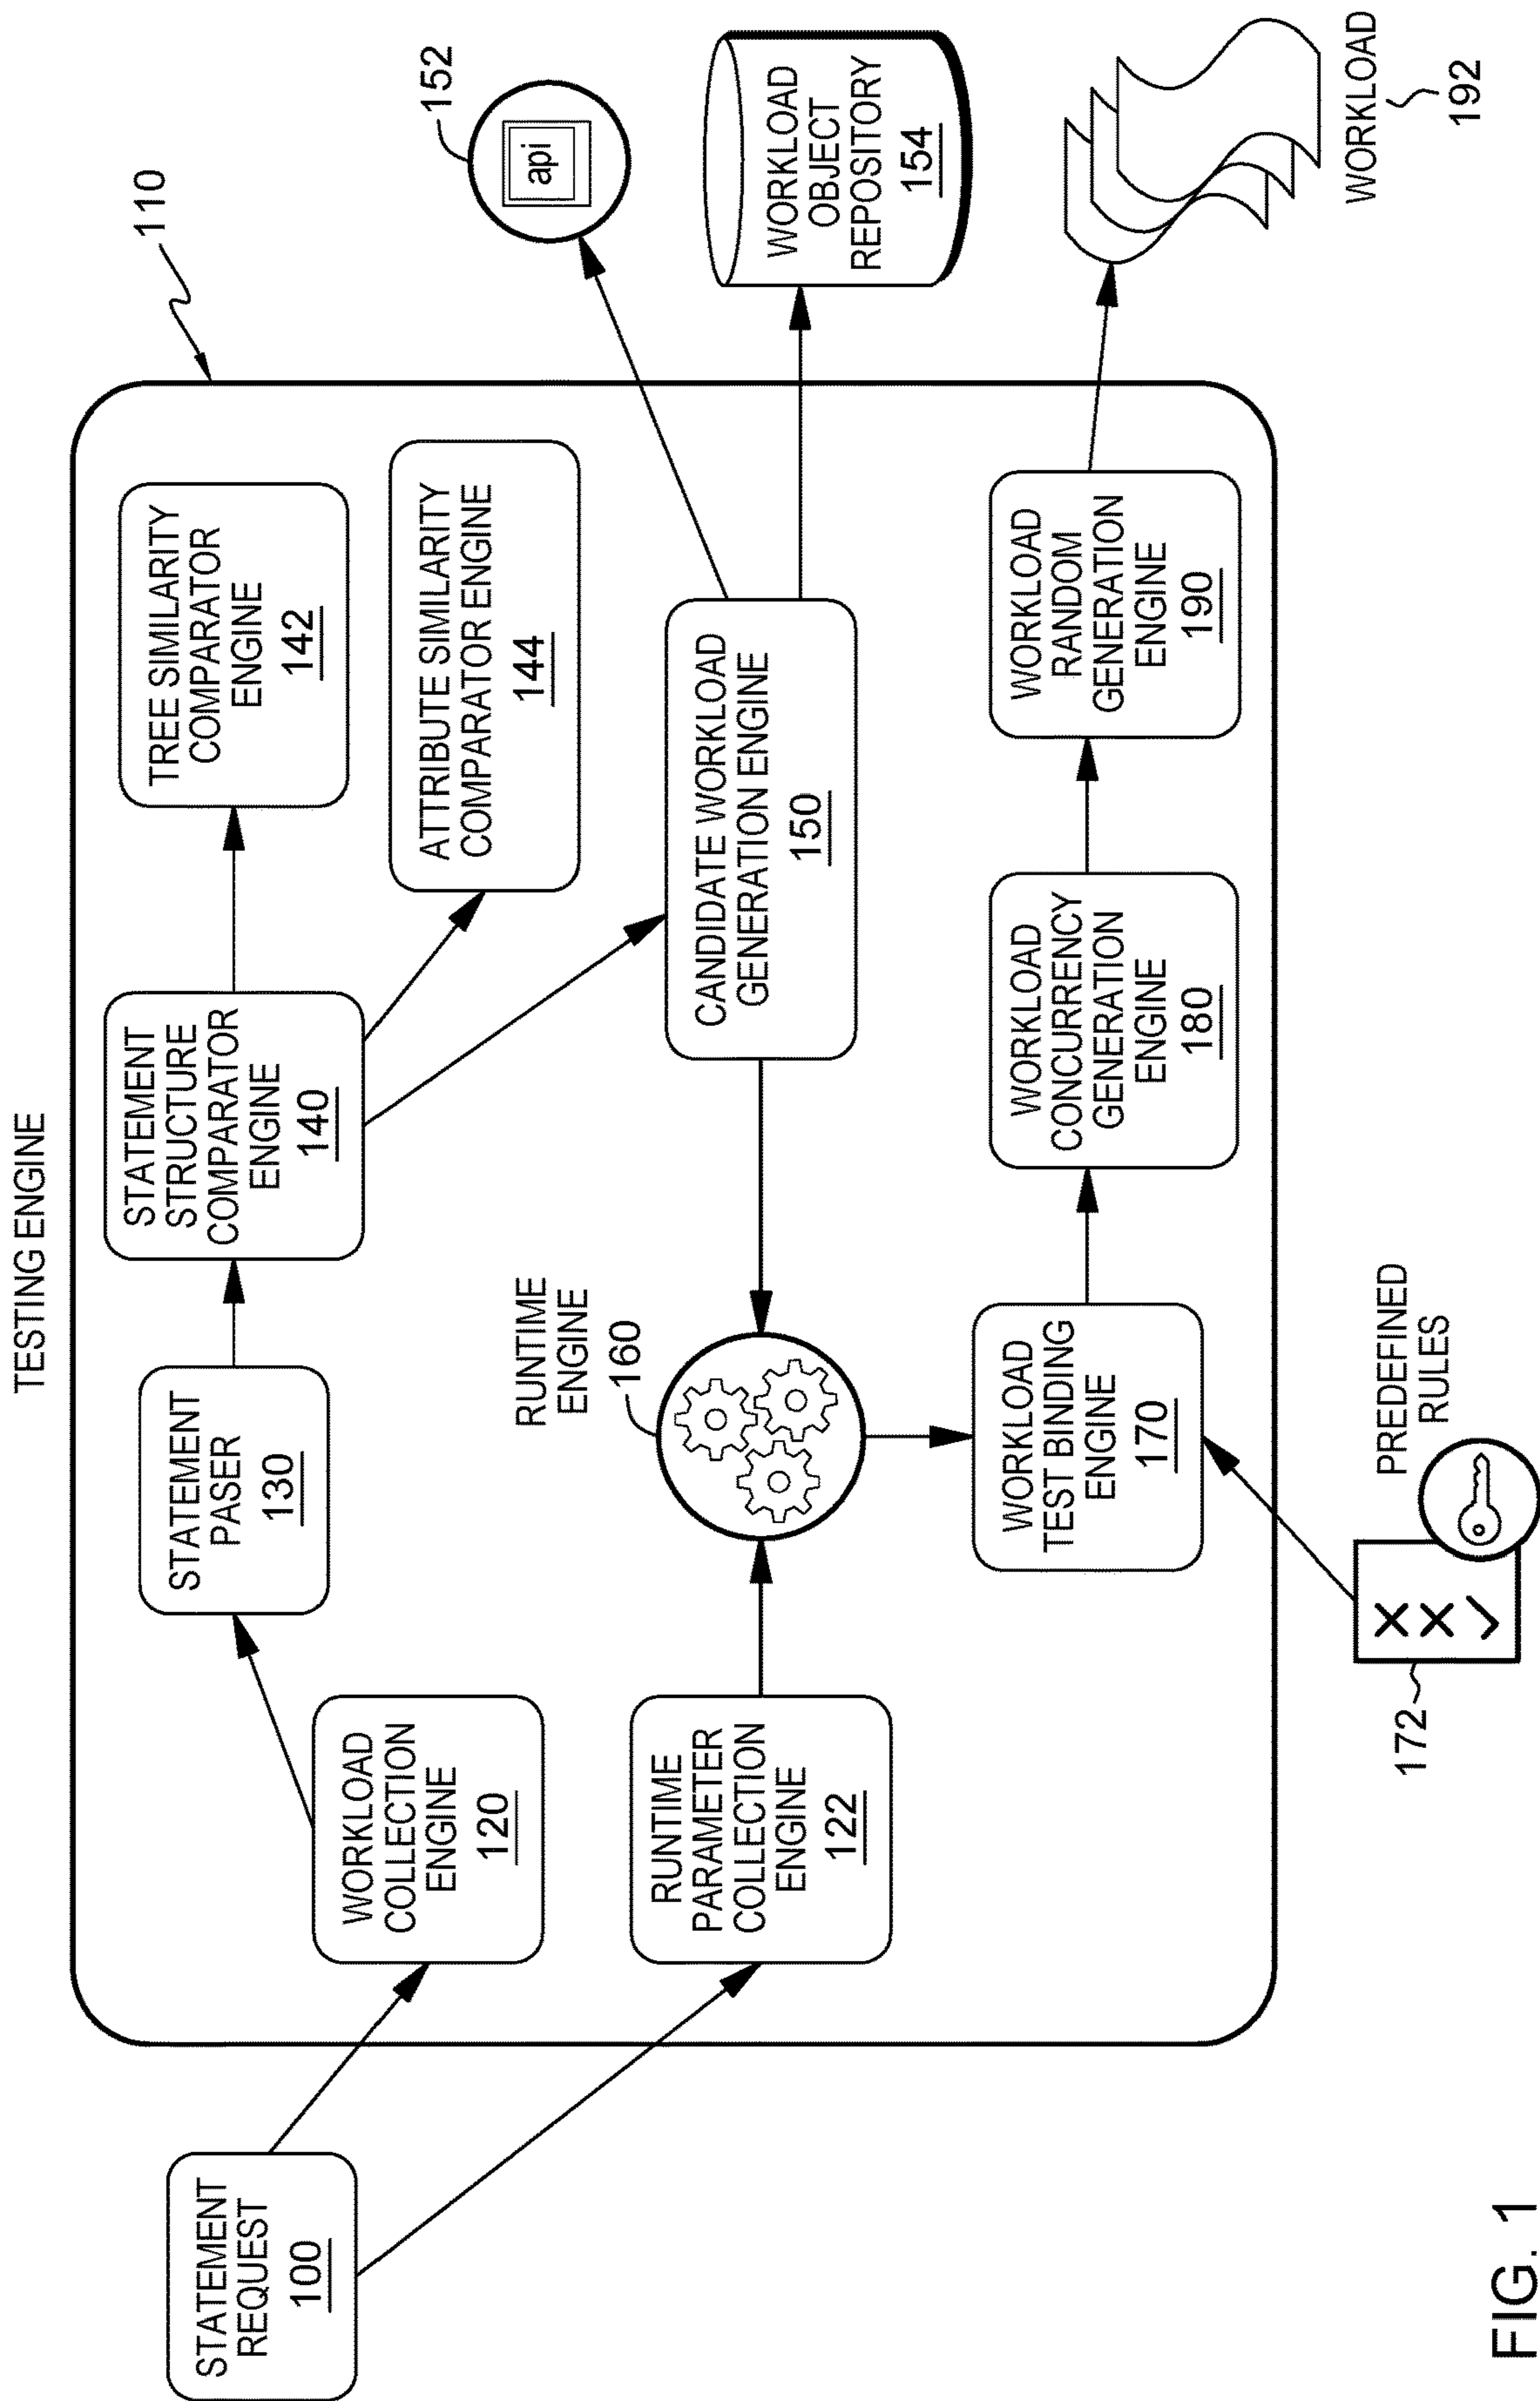 TESTING ENGINE
110
STATEMENT
REQUEST
100
WORKLOAD
COLLECTION
ENGINE
120
RUNTIME
PARAMETER
COLLECTION
ENGINE
122
STATEMENT
PASER
130
STATEMENT
STRUCTURE
COMPARATOR
ENGINE
140
TREE SIMILARITY
COMPARATOR
ENGINE
142
ATTRIBUTE SIMILARITY
COMPARATOR ENGINE
144
CANDIDATE WORKLOAD
GENERATION ENGINE
150
api
152
WORKLOAD
OBJECT
REPOSITORY
154
RUNTIME
ENGINE
160
WORKLOAD
TEST BINDING
ENGINE
170
WORKLOAD
CONCURRENCY
GENERATION
ENGINE
180
WORKLOAD
RANDOM
GENERATION
ENGINE
190
WORKLOAD
192
PREDEFINED
RULES
172
FIG. 1